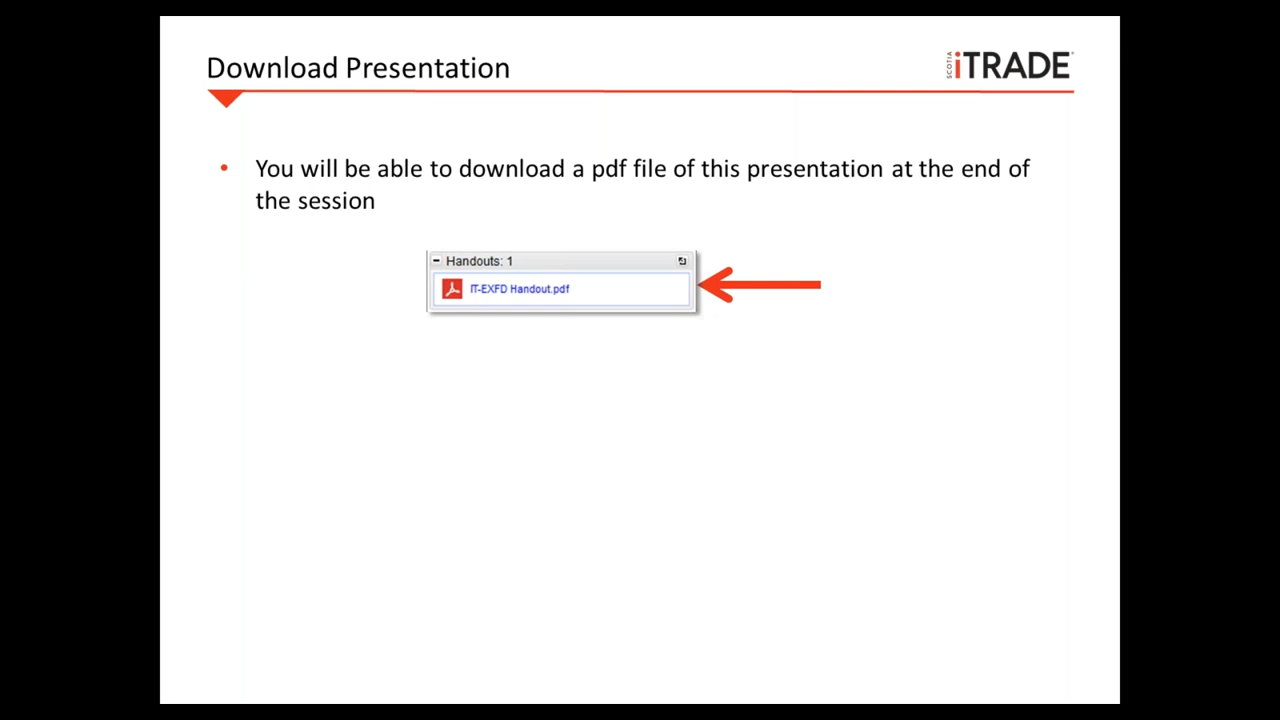 Download Presentation
SCOTIA iTRADE
• You will be able to download a pdf file of this presentation at the end of
the session
Handouts: 1
IT-EXFD Handout.pdf